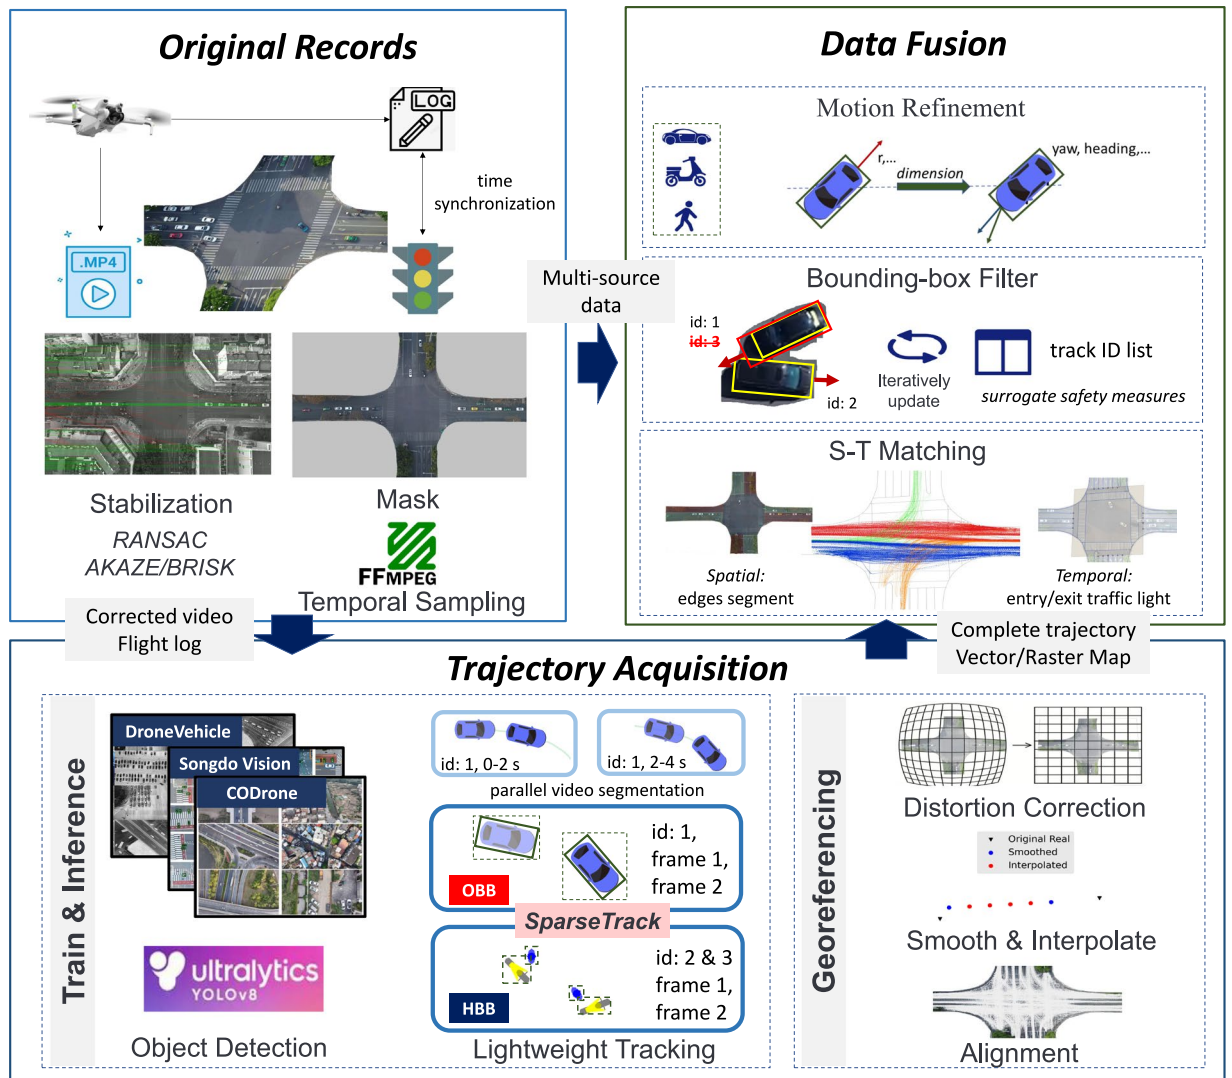 Original Records
LOG
time
synchronization
.MP4
Stabilization
RANSAC
AKAZE/BRISK
Mask
FFMPEG
Temporal Sampling
Multi-source
data
Corrected video
Flight log
Data Fusion
Motion Refinement
r,...
dimension
yaw, heading,...
Bounding-box Filter
id: 1
id: 3
id: 2
Iteratively
update
track ID list
surrogate safety measures
S-T Matching
Spatial:
edges segment
Temporal:
entry/exit traffic light
Complete trajectory
Vector/Raster Map
Trajectory Acquisition
Train & Inference
DroneVehicle
Songdo Vision
CODrone
ultralytics
YOLOv8
Object Detection
id: 1, 0-2 s
id: 1, 2-4 s
parallel video segmentation
id: 1,
frame 1,
frame 2
OBB
SparseTrack
id: 2 & 3
frame 1,
frame 2
HBB
Lightweight Tracking
Georeferencing
Distortion Correction
Original Real
Smoothed
Interpolated
Smooth & Interpolate
Alignment